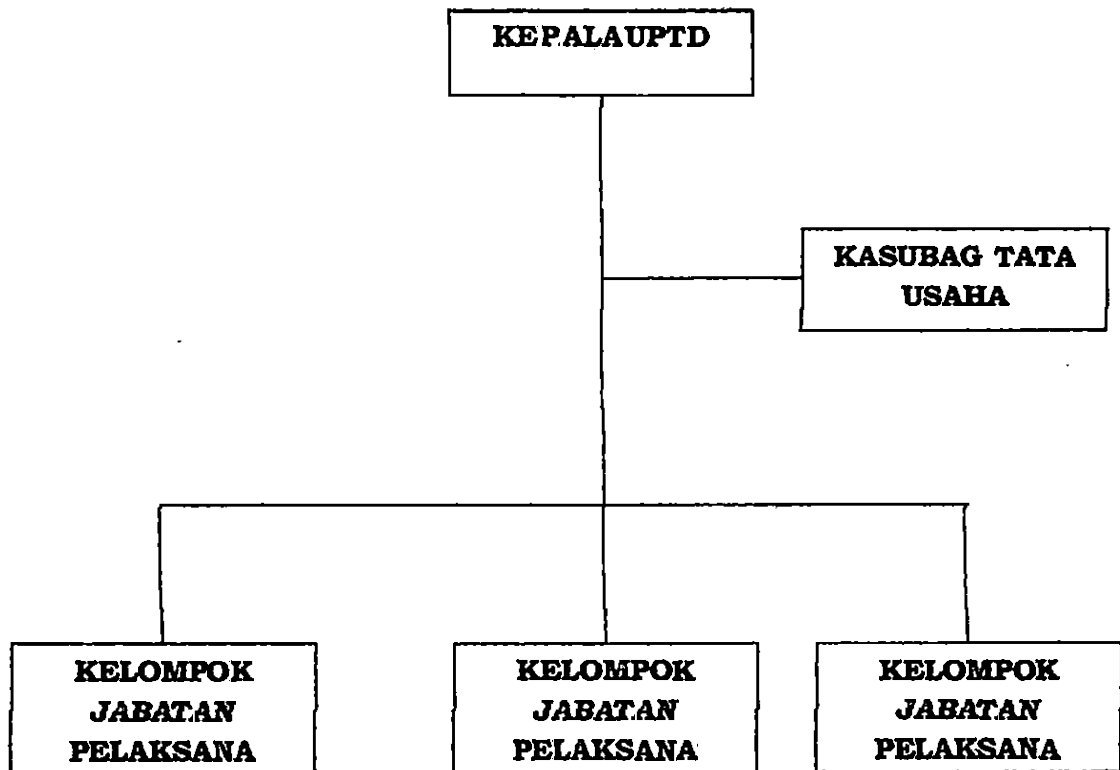 KEPALAUPTD
KASUBAG TATA
USAHA
KELOMPOK
JABATAN
PELAKSANA
KELOMPOK
JABATAN
PELAKSANA
KELOMPOK
JABATAN
PELAKSANA